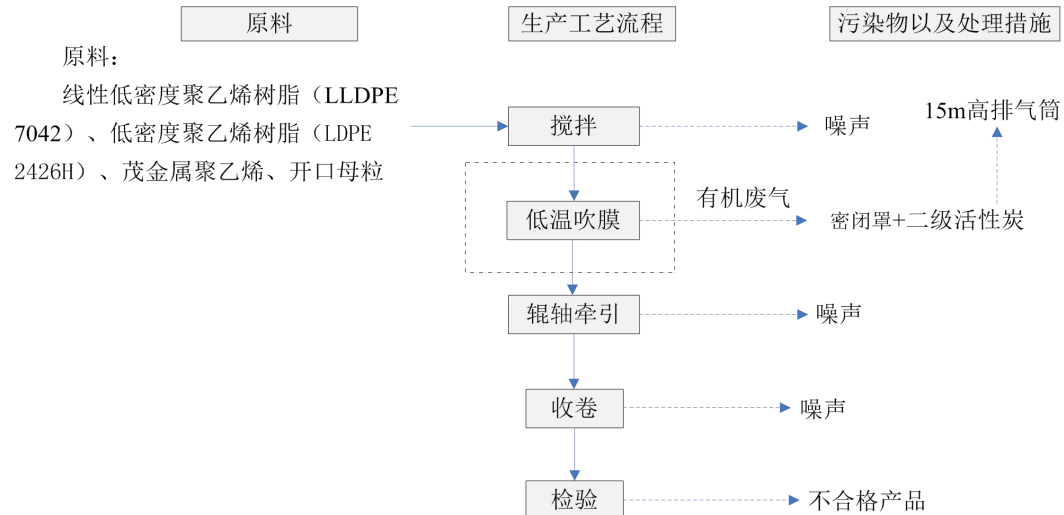 原料
生产工艺流程
污染物以及处理措施
原料：
线性低密度聚乙烯树脂（LLDPE
7042）、低密度聚乙烯树脂（LDPE
2426H）、茂金属聚乙烯、开口母粒
搅拌
噪声
15m高排气筒
低温吹膜
有机废气
密闭罩+二级活性炭
辊轴牵引
噪声
收卷
噪声
检验
不合格产品